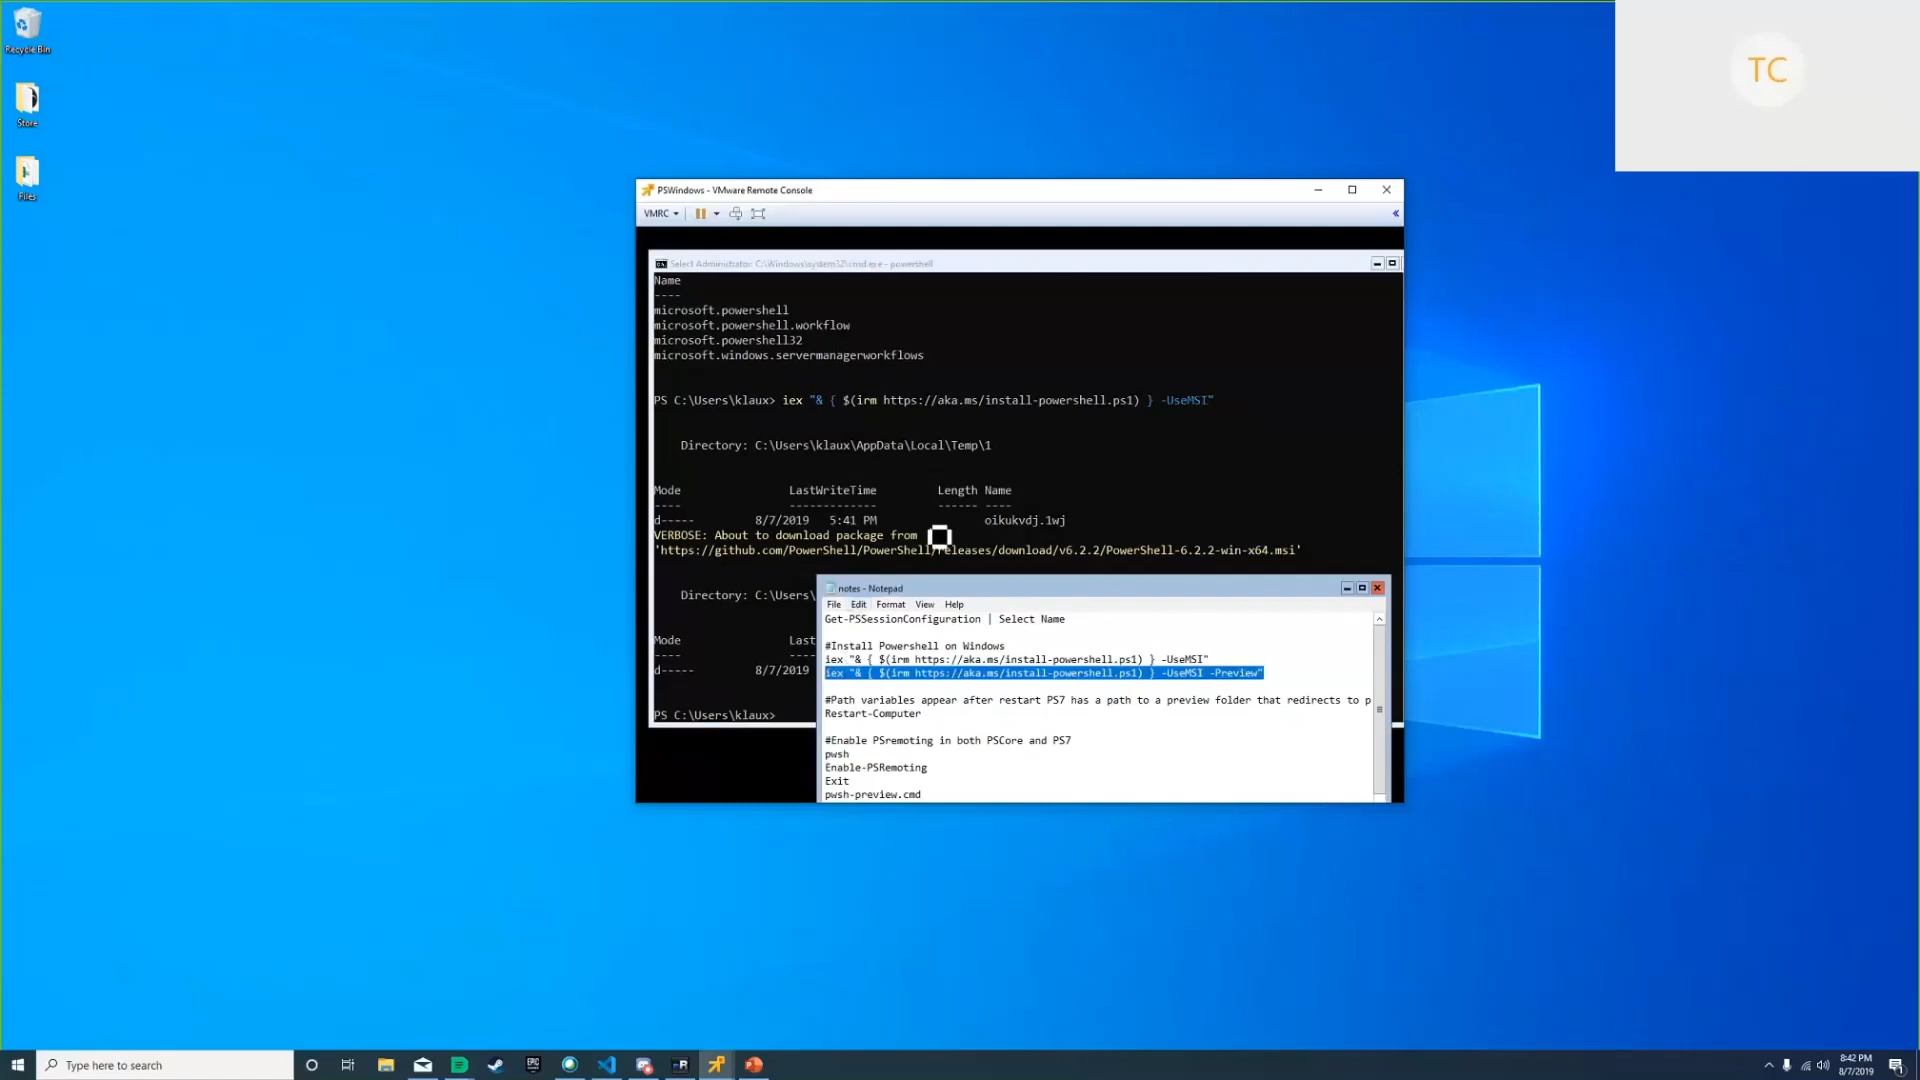 Recycle Bin
Store
Files
TC
PSWindows - VMware Remote Console
VMRC
Select Administrator: C:\Windows\system32\cmd.exe - powershell
Name
----
microsoft.powershell
microsoft.powershell.workflow
microsoft.powershell32
microsoft.windows.servermanagerworkflows
PS C:\Users\klaux> iex "& { $(irm https://aka.ms/install-powershell.ps1) } -UseMSI"
Directory: C:\Users\klaux\AppData\Local\Temp\1
Mode LastWriteTime Length Name
---- ------------- ------ ----
d----- 8/7/2019 5:41 PM oikukvdj.1wj
VERBOSE: About to download package from
'https://github.com/PowerShell/PowerShell/releases/download/v6.2.2/PowerShell-6.2.2-win-x64.msi'
Directory: C:\Users\
Mode Last
---- ----
d----- 8/7/2019
PS C:\Users\klaux>
notes - Notepad
File Edit Format View Help
Get-PSSessionConfiguration | Select Name
#Install Powershell on Windows
iex "& { $(irm https://aka.ms/install-powershell.ps1) } -UseMSI"
iex "& { $(irm https://aka.ms/install-powershell.ps1) } -UseMSI -Preview"
#Path variables appear after restart PS7 has a path to a preview folder that redirects to p
Restart-Computer
#Enable PSremoting in both PSCore and PS7
pwsh
Enable-PSRemoting
Exit
pwsh-preview.cmd
Type here to search
EPIC
R
8:42 PM
8/7/2019